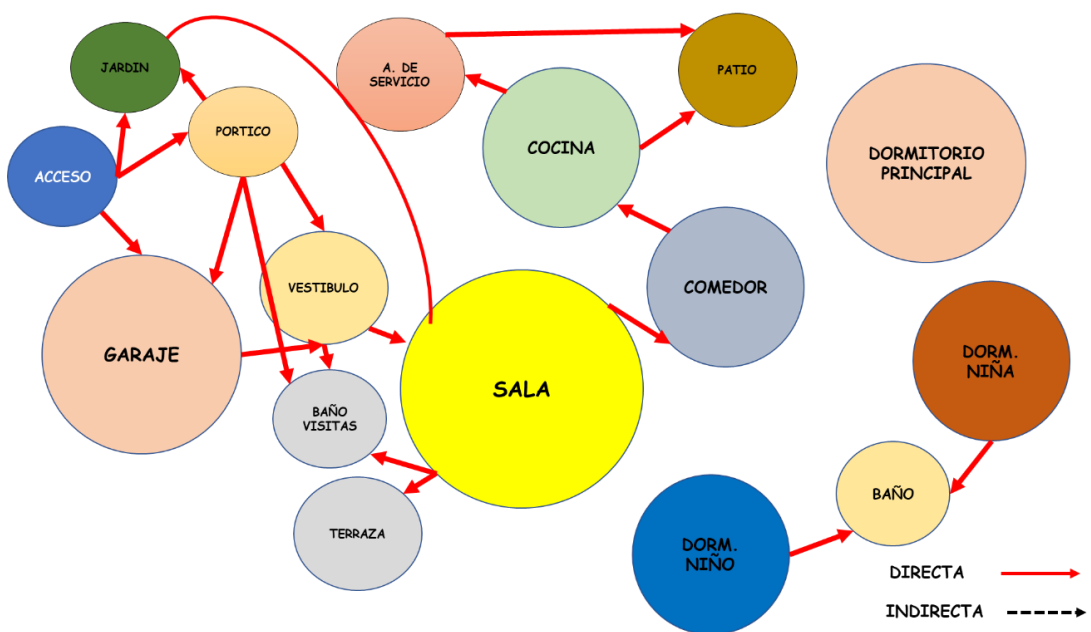 JARDIN
A. DE
SERVICIO
PATIO
PORTICO
COCINA
DORMITORIO
PRINCIPAL
ACCESO
VESTIBULO
COMEDOR
GARAJE
DORM.
NIÑA
SALA
BAÑO
VISITAS
BAÑO
TERRAZA
DORM.
NIÑO
DIRECTA
INDIRECTA